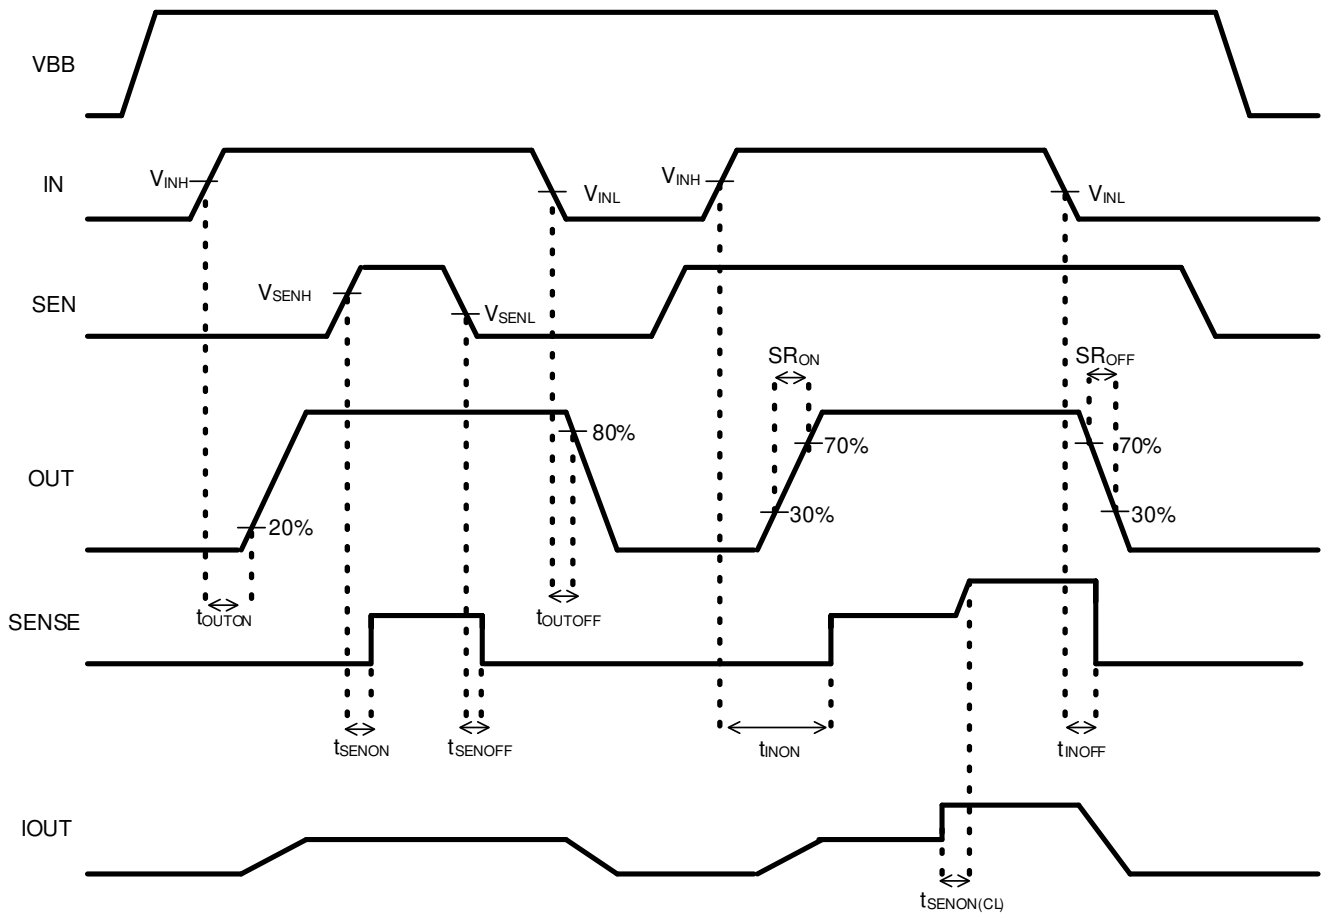 VBB
IN
VINH
VINL
VINH
VINL
SEN
VSENH
VSENL
SRON
SROFF
OUT
20%
80%
70%
30%
70%
30%
SENSE
tOUTON
tOUTOFF
tSENON
tSENOFF
tINON
tINOFF
IOUT
tSENON(CL)